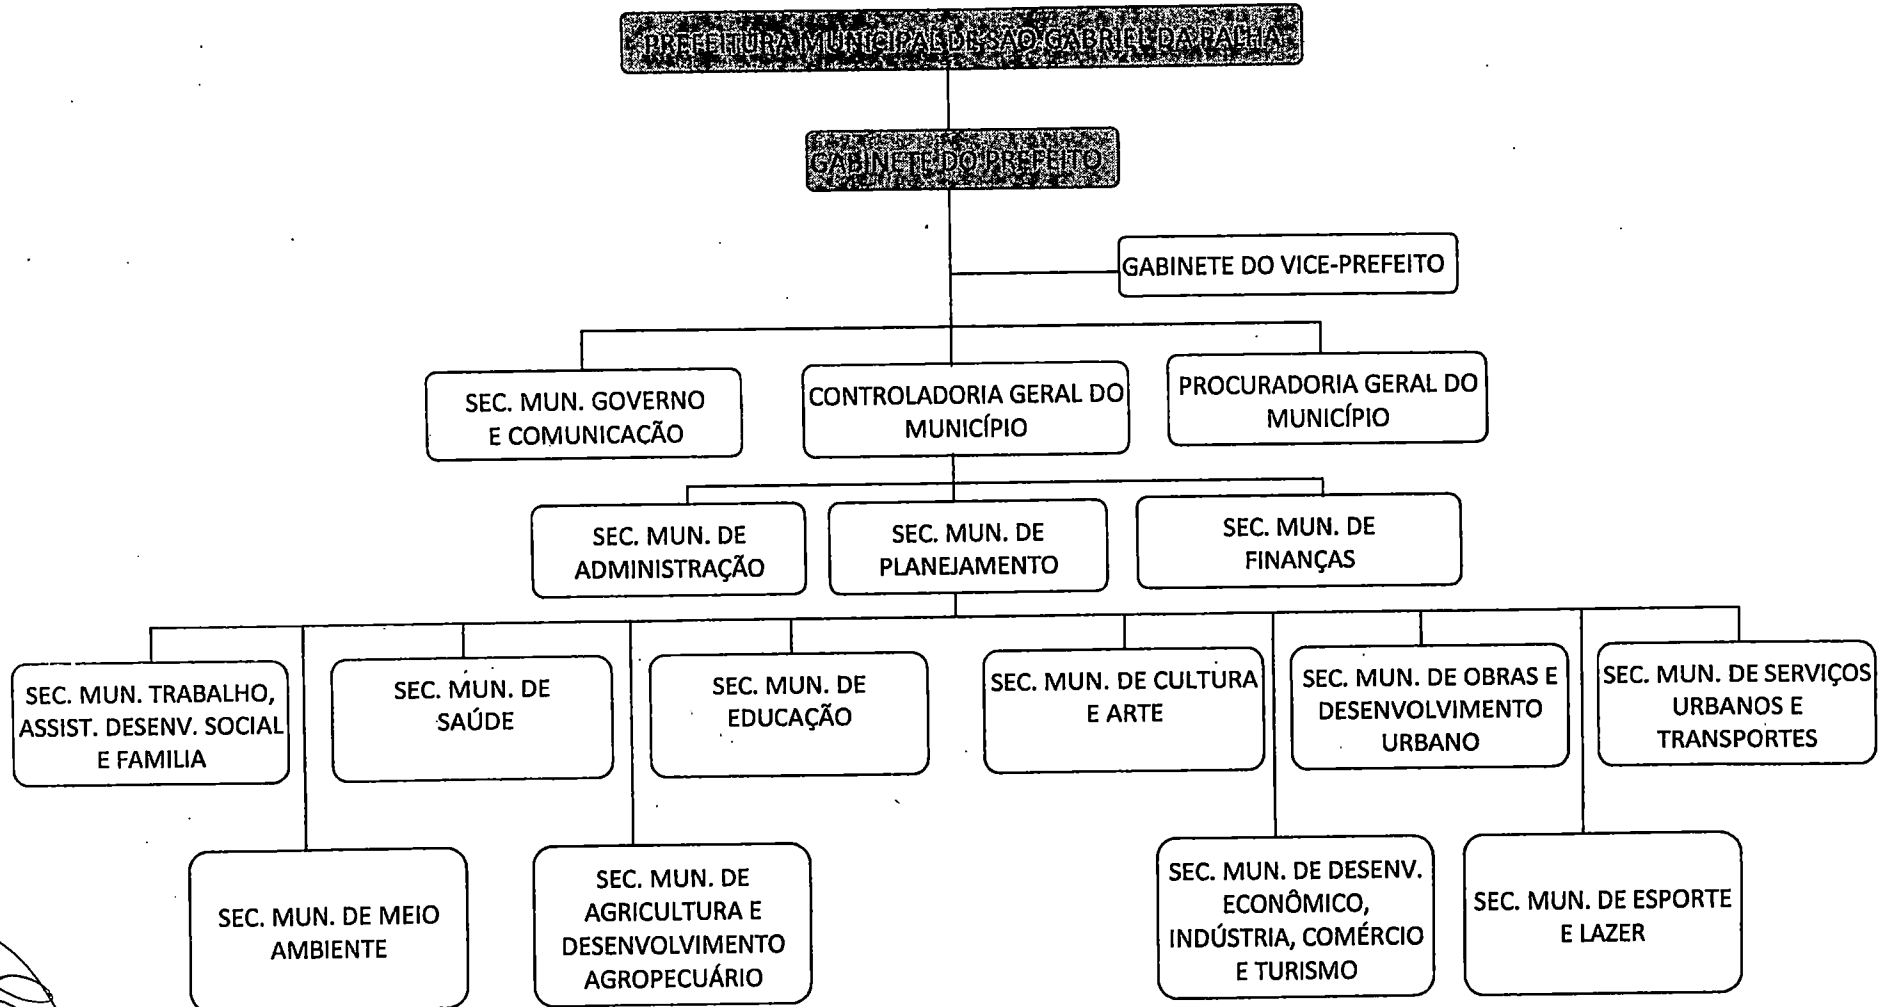 PREFEITURA MUNICIPAL DE SAO GABRIEL DA PALHA
GABINETE DO PREFEITO
GABINETE DO VICE-PREFEITO
SEC. MUN. GOVERNO
E COMUNICAÇÃO
CONTROLADORIA GERAL DO
MUNICÍPIO
PROCURADORIA GERAL DO
MUNICÍPIO
SEC. MUN. DE
ADMINISTRAÇÃO
SEC. MUN. DE
PLANEJAMENTO
SEC. MUN. DE
FINANÇAS
SEC. MUN. TRABALHO,
ASSIST. DESENV. SOCIAL
E FAMILIA
SEC. MUN. DE
SAÚDE
SEC. MUN. DE
EDUCAÇÃO
SEC. MUN. DE CULTURA
E ARTE
SEC. MUN. DE OBRAS E
DESENVOLVIMENTO
URBANO
SEC. MUN. DE SERVIÇOS
URBANOS E
TRANSPORTES
SEC. MUN. DE MEIO
AMBIENTE
SEC. MUN. DE
AGRICULTURA E
DESENVOLVIMENTO
AGROPECUÁRIO
SEC. MUN. DE DESENV.
ECONÔMICO,
INDÚSTRIA, COMÉRCIO
E TURISMO
SEC. MUN. DE ESPORTE
E LAZER